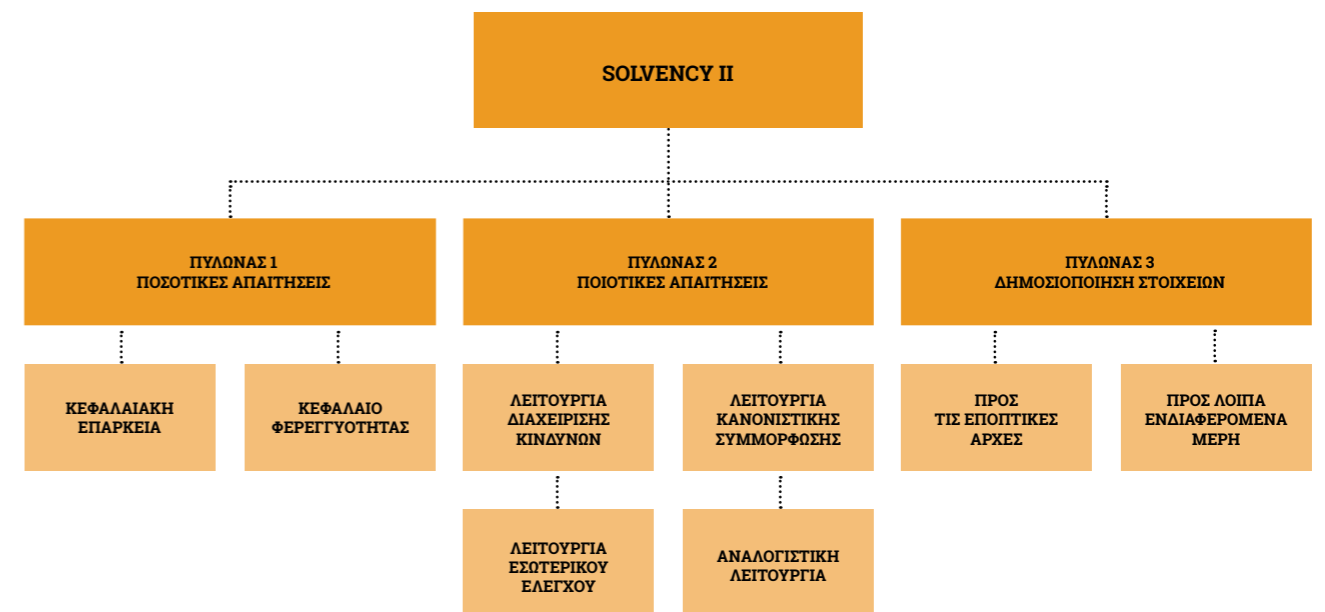 SOLVENCY II
ΠΥΛΩΝΑΣ 1
ΠΟΣΟΤΙΚΕΣ ΑΠΑΙΤΗΣΕΙΣ
ΠΥΛΩΝΑΣ 2
ΠΟΙΟΤΙΚΕΣ ΑΠΑΙΤΗΣΕΙΣ
ΠΥΛΩΝΑΣ 3
ΔΗΜΟΣΙΟΠΟΙΗΣΗ ΣΤΟΙΧΕΙΩΝ
ΚΕΦΑΛΑΙΑΚΗ
ΕΠΑΡΚΕΙΑ
ΚΕΦΑΛΑΙΟ
ΦΕΡΕΓΓΥΟΤΗΤΑΣ
ΛΕΙΤΟΥΡΓΙΑ
ΔΙΑΧΕΙΡΙΣΗΣ
ΚΙΝΔΥΝΩΝ
ΛΕΙΤΟΥΡΓΙΑ
ΚΑΝΟΝΙΣΤΙΚΗΣ
ΣΥΜΜΟΡΦΩΣΗΣ
ΠΡΟΣ
ΤΙΣ ΕΠΟΠΤΙΚΕΣ
ΑΡΧΕΣ
ΠΡΟΣ ΛΟΙΠΑ
ΕΝΔΙΑΦΕΡΟΜΕΝΑ
ΜΕΡΗ
ΛΕΙΤΟΥΡΓΙΑ
ΕΣΩΤΕΡΙΚΟΥ
ΕΛΕΓΧΟΥ
ΑΝΑΛΟΓΙΣΤΙΚΗ
ΛΕΙΤΟΥΡΓΙΑ